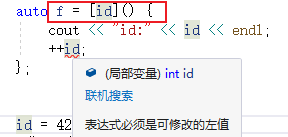 auto f = [id]() {
cout << "id:" << id << endl;
++id;
};
(局部变量) int id
联机搜索
表达式必须是可修改的左值
id = 42